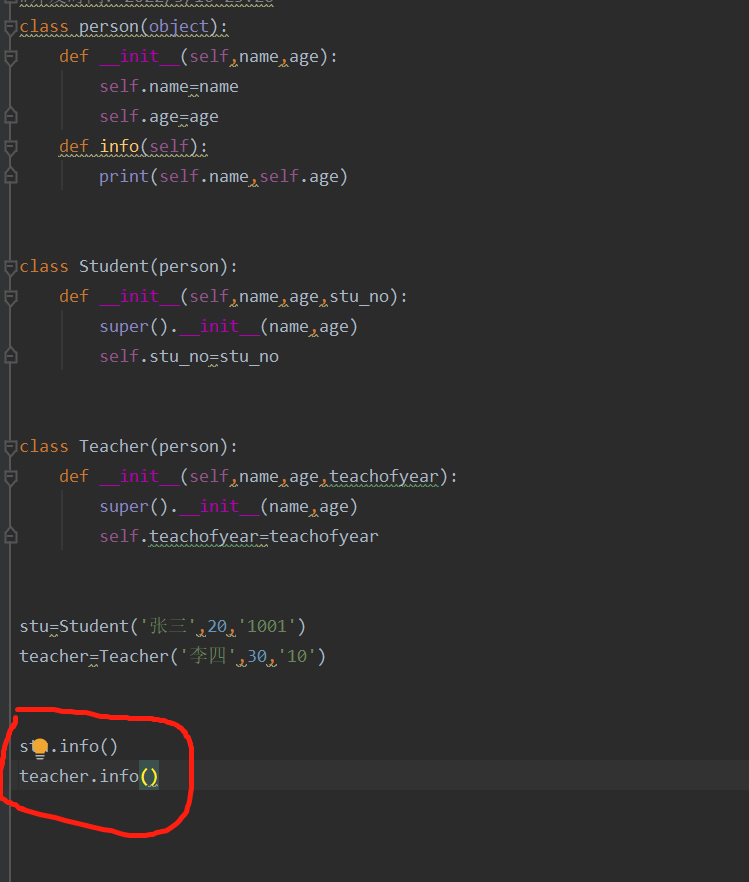 class person(object):
    def __init__(self,name,age):
        self.name=name
        self.age=age
    def info(self):
        print(self.name,self.age)
class Student(person):
    def __init__(self,name,age,stu_no):
        super().__init__(name,age)
        self.stu_no=stu_no
class Teacher(person):
    def __init__(self,name,age,teachofyear):
        super().__init__(name,age)
        self.teachofyear=teachofyear
stu=Student('张三',20,'1001')
teacher=Teacher('李四',30,'10')
stu.info()
teacher.info()